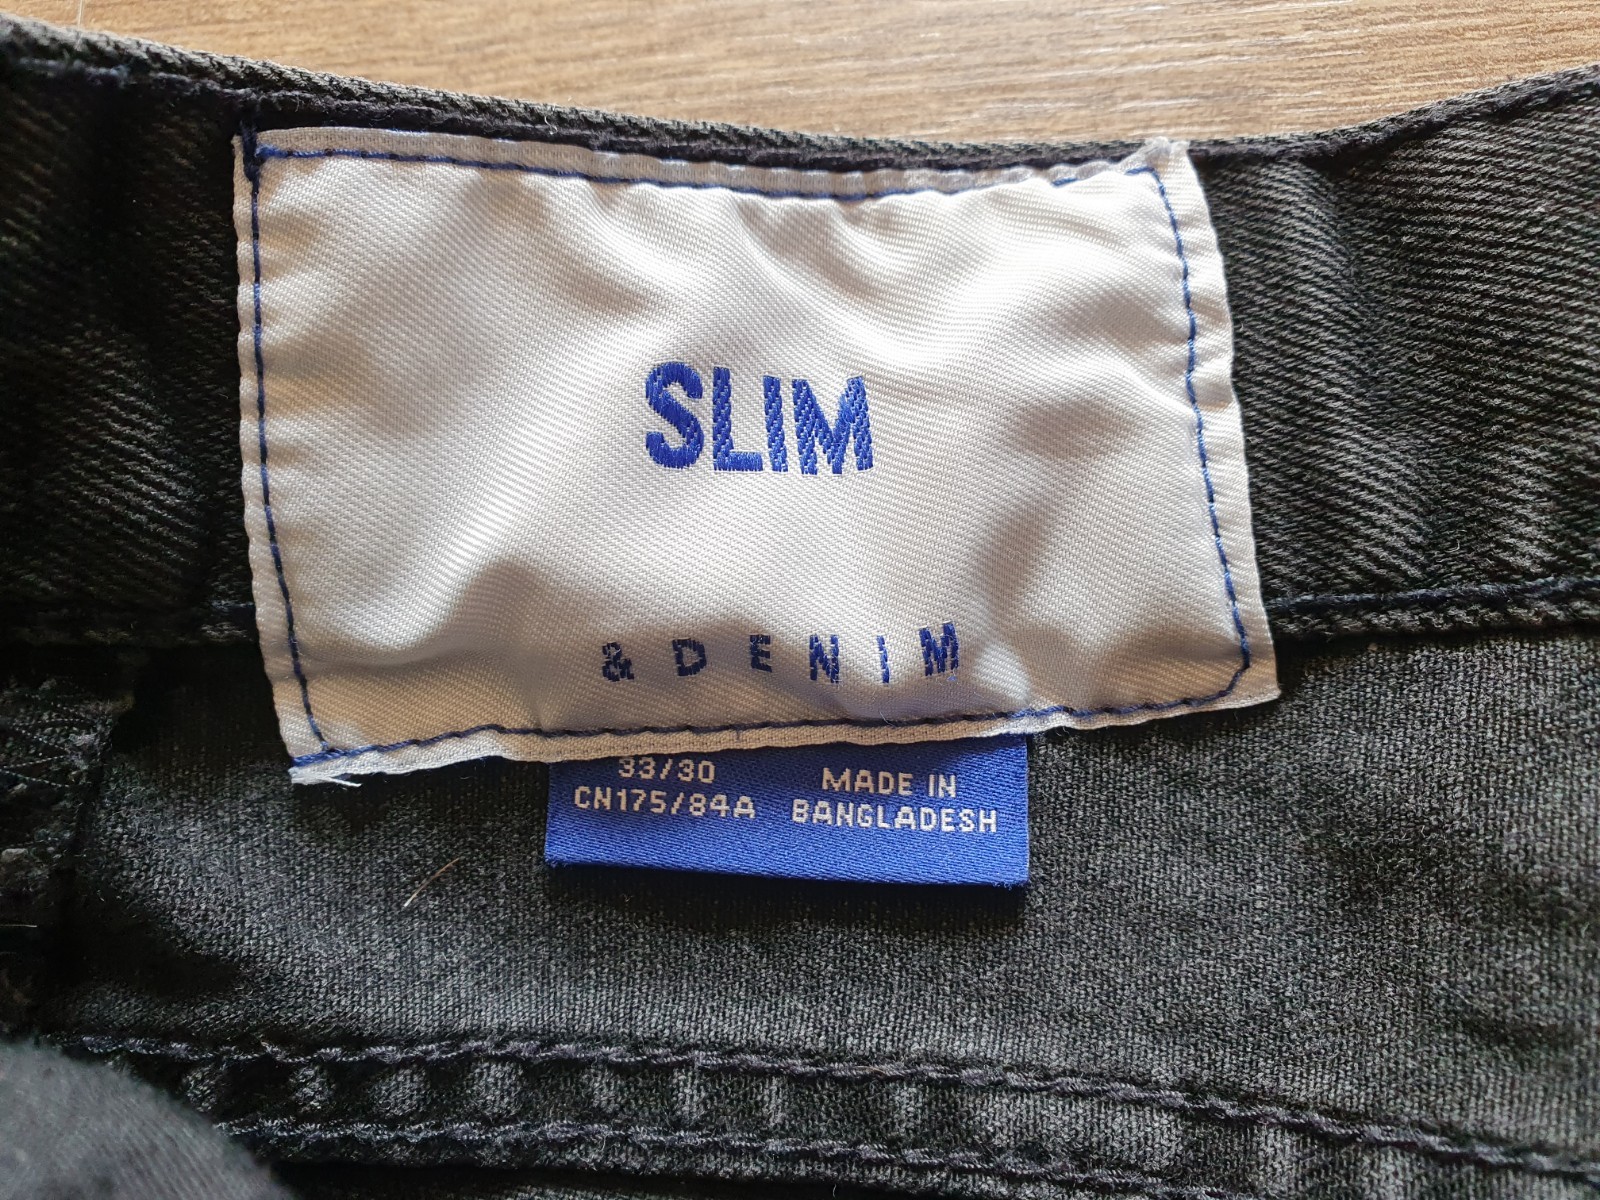 SLIM
& DENIM
33/30
CN175/84A
MADE IN
BANGLADESH